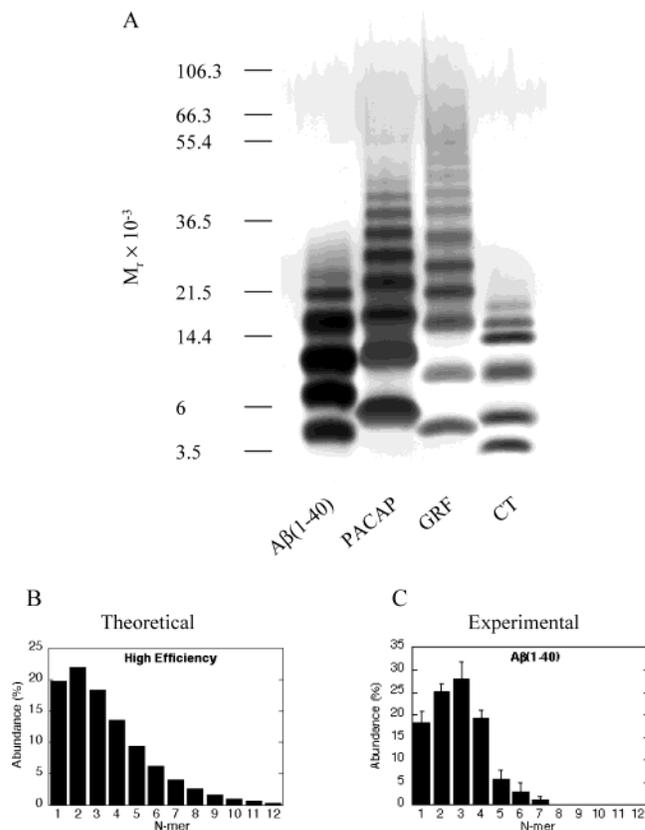 A
106.3
66.3
55.4
36.5
21.5
14.4
6
3.5
Mr × 10-3
Aβ(1-40)
PACAP
GRF
CT
B
Theoretical
High Efficiency
25
20
15
10
5
0
Abundance (%)
1 2 3 4 5 6 7 8 9 10 11 12
N-mer
C
Experimental
Aβ(1-40)
35
30
25
20
15
10
5
0
Abundance (%)
1 2 3 4 5 6 7 8 9 10 11 12
N-mer